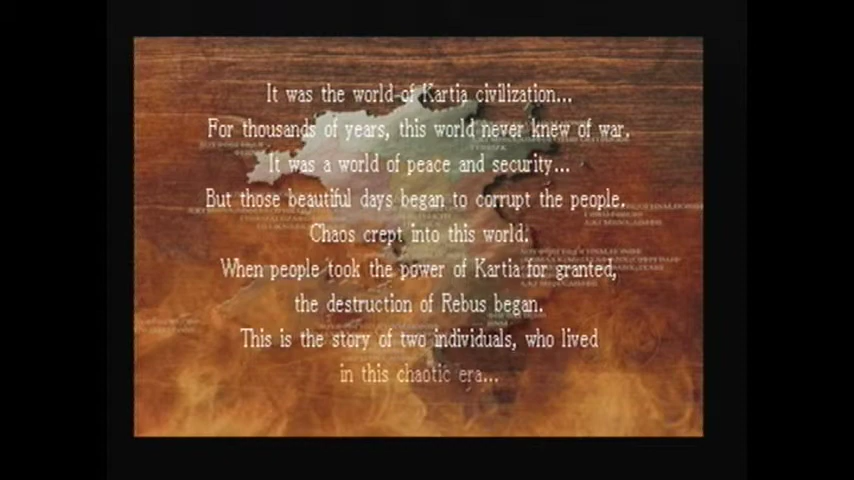 It was the world of Kartia civilization...
For thousands of years, this world never knew of war.
It was a world of peace and security...
But those beautiful days began to corrupt the people.
Chaos crept into this world.
When people took the power of Kartia for granted,
the destruction of Rebus began.
This is the story of two individuals, who lived
in this chaotic era...